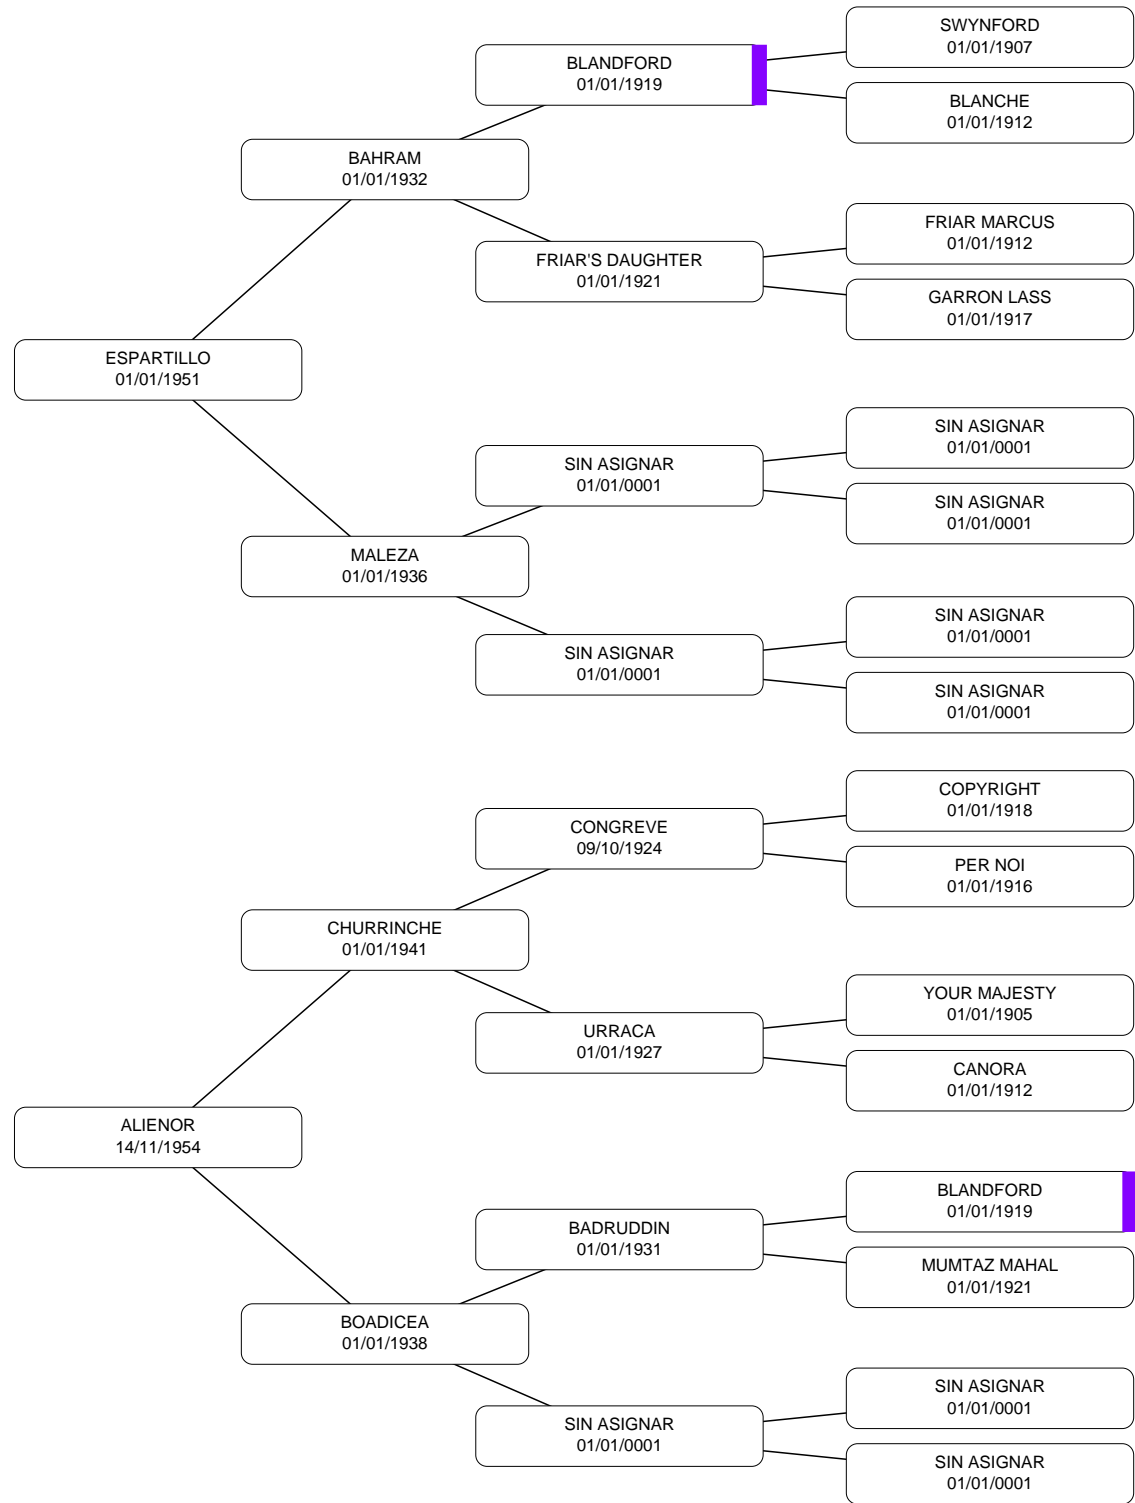 SWYNFORD
01/01/1907
BLANDFORD
01/01/1919
BLANCHE
01/01/1912
BAHRAM
01/01/1932
FRIAR MARCUS
01/01/1912
FRIAR'S DAUGHTER
01/01/1921
GARRON LASS
01/01/1917
ESPARTILLO
01/01/1951
SIN ASIGNAR
01/01/0001
SIN ASIGNAR
01/01/0001
SIN ASIGNAR
01/01/0001
MALEZA
01/01/1936
SIN ASIGNAR
01/01/0001
SIN ASIGNAR
01/01/0001
SIN ASIGNAR
01/01/0001
COPYRIGHT
01/01/1918
CONGREVE
09/10/1924
PER NOI
01/01/1916
CHURRINCHE
01/01/1941
YOUR MAJESTY
01/01/1905
URRACA
01/01/1927
CANORA
01/01/1912
ALIENOR
14/11/1954
BLANDFORD
01/01/1919
BADRUDDIN
01/01/1931
MUMTAZ MAHAL
01/01/1921
BOADICEA
01/01/1938
SIN ASIGNAR
01/01/0001
SIN ASIGNAR
01/01/0001
SIN ASIGNAR
01/01/0001